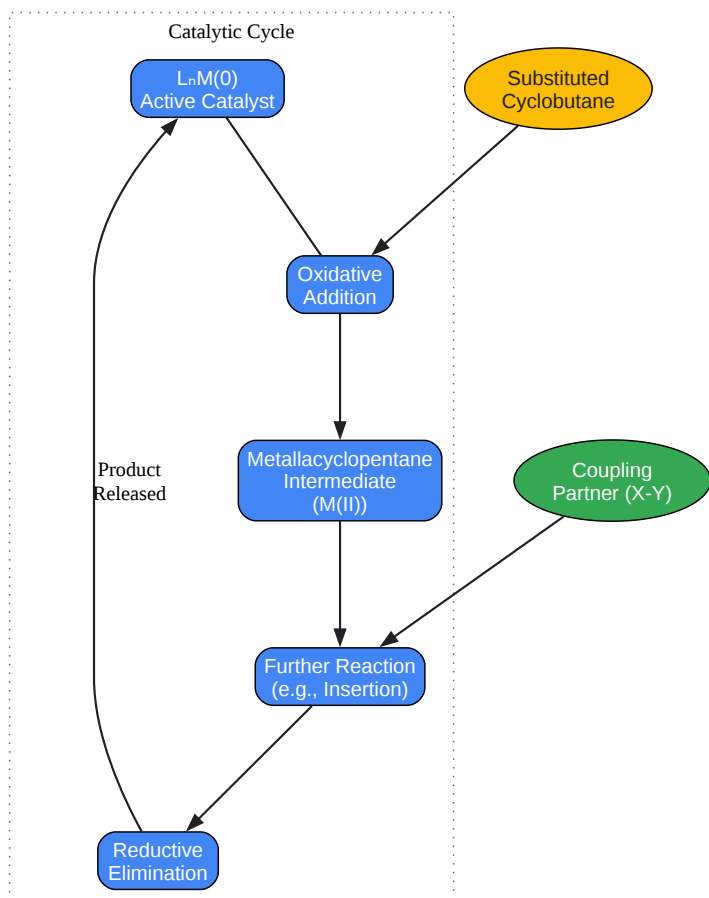 Catalytic Cycle
LₙM(0)
Active Catalyst
Substituted
Cyclobutane
Oxidative
Addition
Metallacyclopentane
Intermediate
(M(II))
Coupling
Partner (X-Y)
Product
Released
Further Reaction
(e.g., Insertion)
Reductive
Elimination